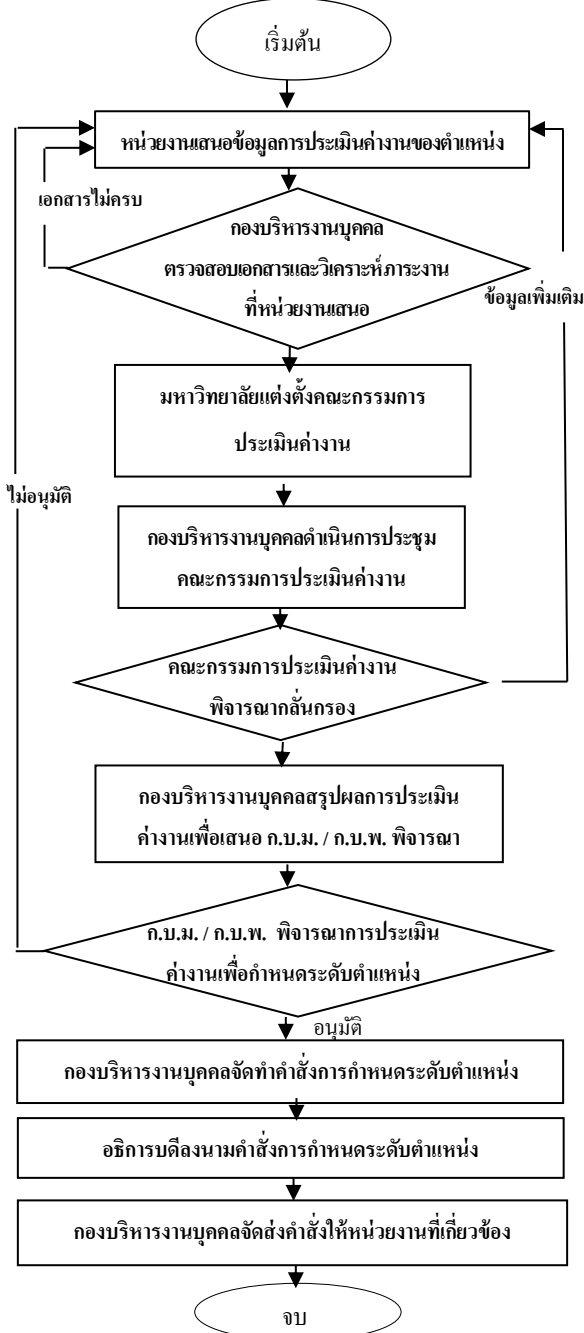 เริ่มต้น
หน่วยงานเสนอข้อมูลการประเมินค่างานของตำแหน่ง
เอกสารไม่ครบ
กองบริหารงานบุคคล
ตรวจสอบเอกสารและวิเคราะห์ภาระงาน
ที่หน่วยงานเสนอ
ข้อมูลเพิ่มเติม
มหาวิทยาลัยแต่งตั้งคณะกรรมการ
ประเมินค่างาน
ไม่อนุมัติ
กองบริหารงานบุคคลดำเนินการประชุม
คณะกรรมการประเมินค่างาน
คณะกรรมการประเมินค่างาน
พิจารณากลั่นกรอง
กองบริหารงานบุคคลสรุปผลการประเมิน
ค่างานเพื่อเสนอ ก.บ.ม. / ก.บ.พ. พิจารณา
ก.บ.ม. / ก.บ.พ. พิจารณาการประเมิน
ค่างานเพื่อกำหนดระดับตำแหน่ง
อนุมัติ
กองบริหารงานบุคคลจัดทำคำสั่งการกำหนดระดับตำแหน่ง
อธิการบดีลงนามคำสั่งการกำหนดระดับตำแหน่ง
กองบริหารงานบุคคลจัดส่งคำสั่งให้หน่วยงานที่เกี่ยวข้อง
จบ